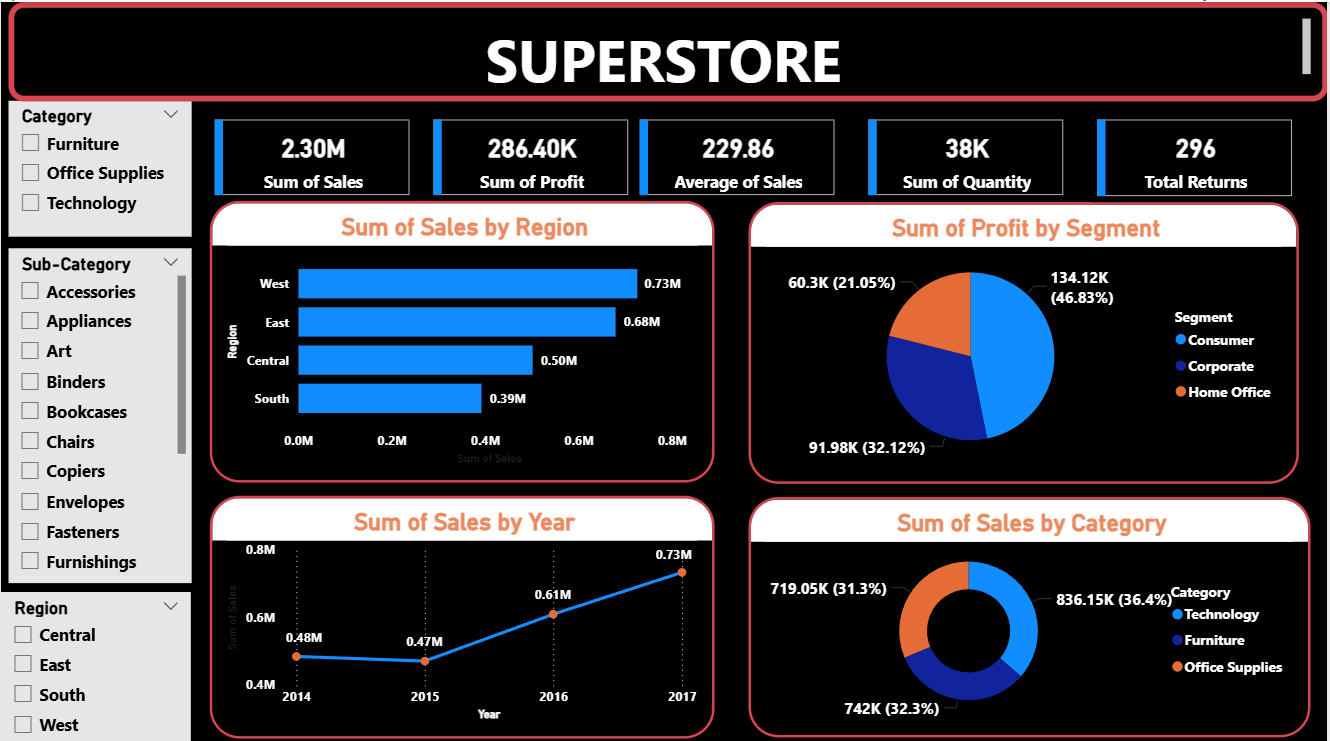 SUPERSTORE
Category
Furniture
Office Supplies
Technology
Sub-Category
Accessories
Appliances
Art
Binders
Bookcases
Chairs
Copiers
Envelopes
Fasteners
Furnishings
Region
Central
East
South
West
2.30M
Sum of Sales
286.40K
Sum of Profit
229.86
Average of Sales
38K
Sum of Quantity
296
Total Returns
Sum of Sales by Region
Region
West
0.73M
East
0.68M
Central
0.50M
South
0.39M
0.0M 0.2M 0.4M 0.6M 0.8M
Sum of Sales
Sum of Profit by Segment
60.3K (21.05%)
134.12K
(46.83%)
91.98K (32.12%)
Segment
Consumer
Corporate
Home Office
Sum of Sales by Year
Sum of Sales
0.8M
0.6M
0.4M
0.48M
0.47M
0.61M
0.73M
2014 2015 2016 2017
Year
Sum of Sales by Category
719.05K (31.3%)
836.15K (36.4%)
742K (32.3%)
Category
Technology
Furniture
Office Supplies